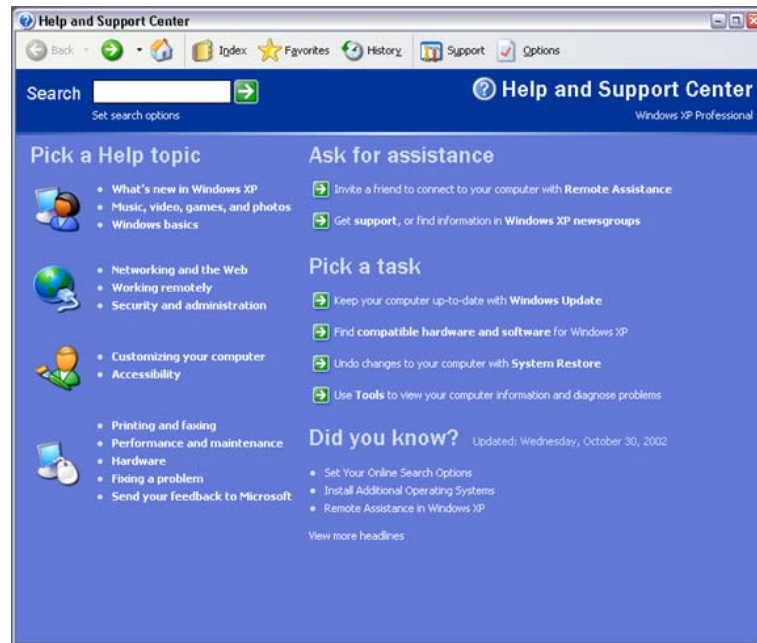 Help and Support Center
Back
Index
Favorites
History
Support
Options
Search
Set search options
Help and Support Center
Windows XP Professional
Pick a Help topic
What's new in Windows XP
Music, video, games, and photos
Windows basics
Networking and the Web
Working remotely
Security and administration
Customizing your computer
Accessibility
Printing and faxing
Performance and maintenance
Hardware
Fixing a problem
Send your feedback to Microsoft
Ask for assistance
Invite a friend to connect to your computer with Remote Assistance
Get support, or find information in Windows XP newsgroups
Pick a task
Keep your computer up-to-date with Windows Update
Find compatible hardware and software for Windows XP
Undo changes to your computer with System Restore
Use Tools to view your computer information and diagnose problems
Did you know? Updated: Wednesday, October 30, 2002
Set Your Online Search Options
Install Additional Operating Systems
Remote Assistance in Windows XP
View more headlines